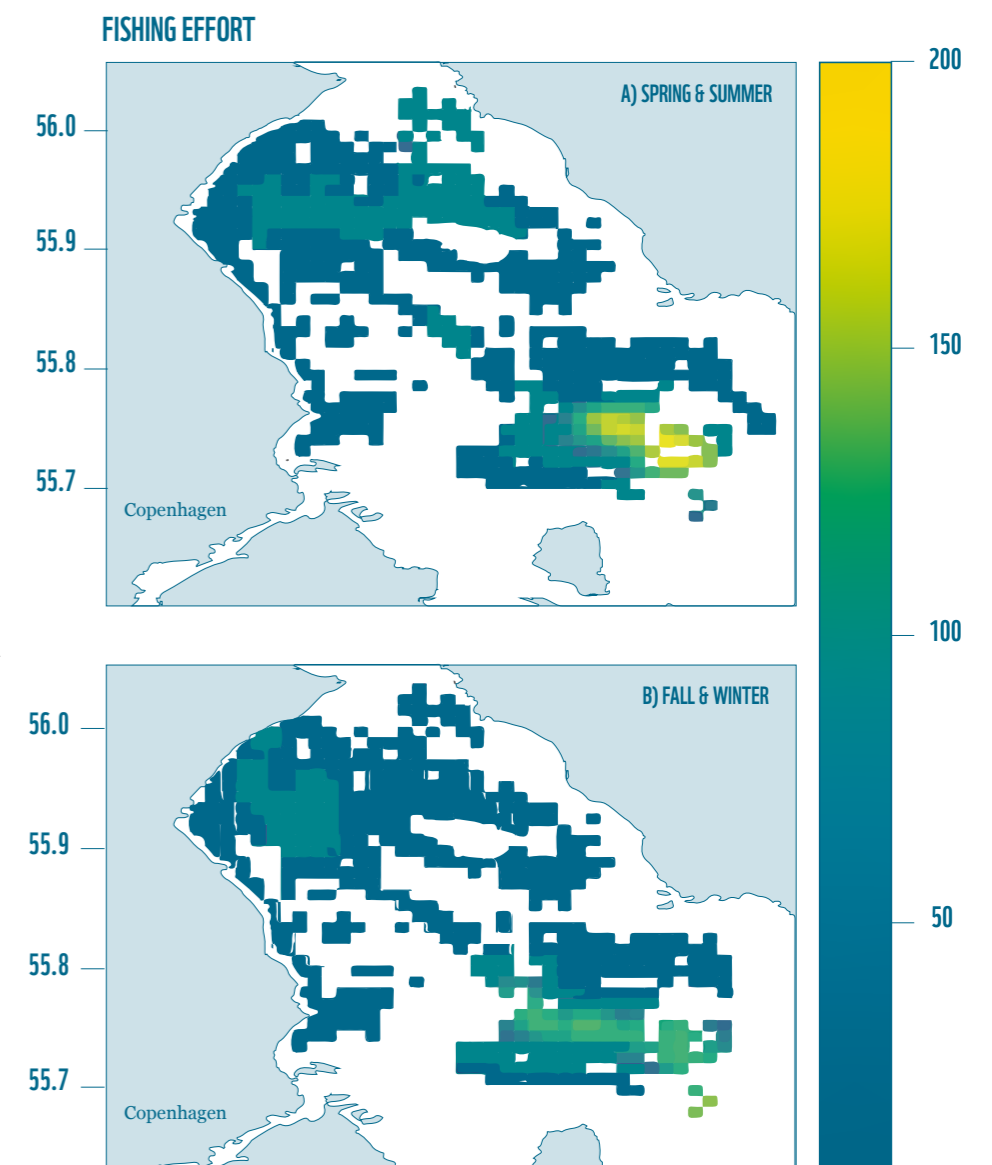 FISHING EFFORT
A) SPRING & SUMMER
56.0
55.9
55.8
55.7
Copenhagen
200
150
100
50
B) FALL & WINTER
56.0
55.9
55.8
55.7
Copenhagen